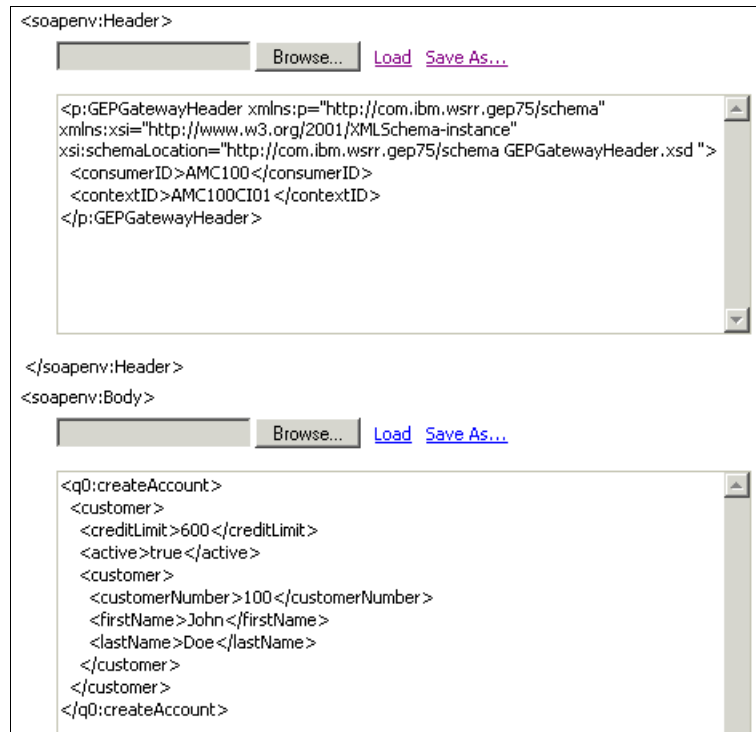 <soapenv:Header>
Browse... Load Save As...
<p:GEPGatewayHeader xmlns:p="http://com.ibm.wsrr.gep75/schema"
xmlns:xsi="http://www.w3.org/2001/XMLSchema-instance"
xsi:schemaLocation="http://com.ibm.wsrr.gep75/schema GEPGatewayHeader.xsd ">
<consumerID>AMC100</consumerID>
<contextID>AMC100CI01</contextID>
</p:GEPGatewayHeader>
</soapenv:Header>
<soapenv:Body>
Browse... Load Save As...
<q0:createAccount>
<customer>
<creditLimit>600</creditLimit>
<active>true</active>
<customer>
<customerNumber>100</customerNumber>
<firstName>John</firstName>
<lastName>Doe</lastName>
</customer>
</customer>
</q0:createAccount>